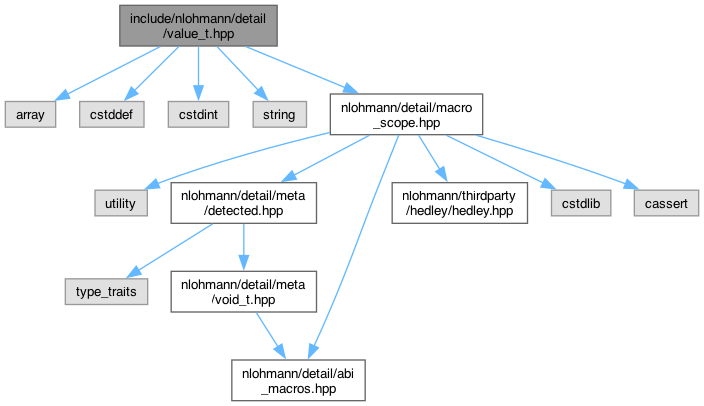 include/nlohmann/detail
/value_t.hpp
array
cstddef
cstdint
string
nlohmann/detail/macro
_scope.hpp
utility
nlohmann/detail/meta
/detected.hpp
nlohmann/thirdparty
/hedley/hedley.hpp
cstdlib
cassert
type_traits
nlohmann/detail/meta
/void_t.hpp
nlohmann/detail/abi
_macros.hpp